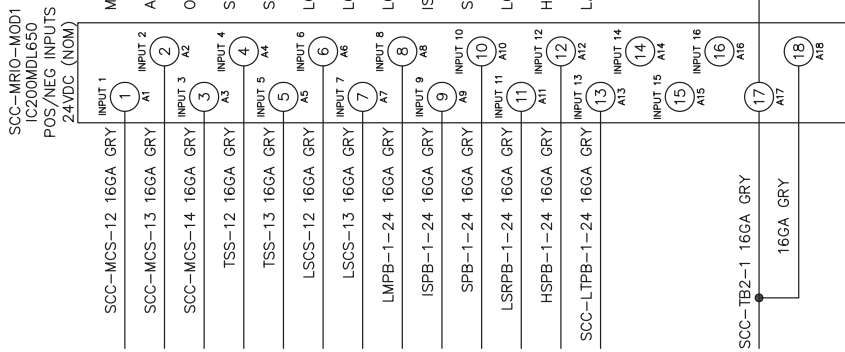 SCC-MRIO-MOD1
IC200MDL650
POS/NEG INPUTS
24VDC (NOM)
INPUT 1
1
A1
INPUT 2
2
A2
INPUT 3
3
A3
INPUT 4
4
A4
INPUT 5
5
A5
INPUT 6
6
A6
INPUT 7
7
A7
INPUT 8
8
A8
INPUT 9
9
A9
INPUT 10
10
A10
INPUT 11
11
A11
INPUT 12
12
A12
INPUT 13
13
A13
INPUT 14
14
A14
INPUT 15
15
A15
INPUT 16
16
A16
17
A17
18
A18
SCC-MCS-12 16GA GRY
SCC-MCS-13 16GA GRY
SCC-MCS-14 16GA GRY
TSS-12 16GA GRY
TSS-13 16GA GRY
LSCS-12 16GA GRY
LSCS-13 16GA GRY
LMPB-1-24 16GA GRY
ISPB-1-24 16GA GRY
SPB-1-24 16GA GRY
LSRPB-1-24 16GA GRY
HSPB-1-24 16GA GRY
SCC-LTPB-1-24 16GA GRY
SCC-TB2-1 16GA GRY
16GA GRY